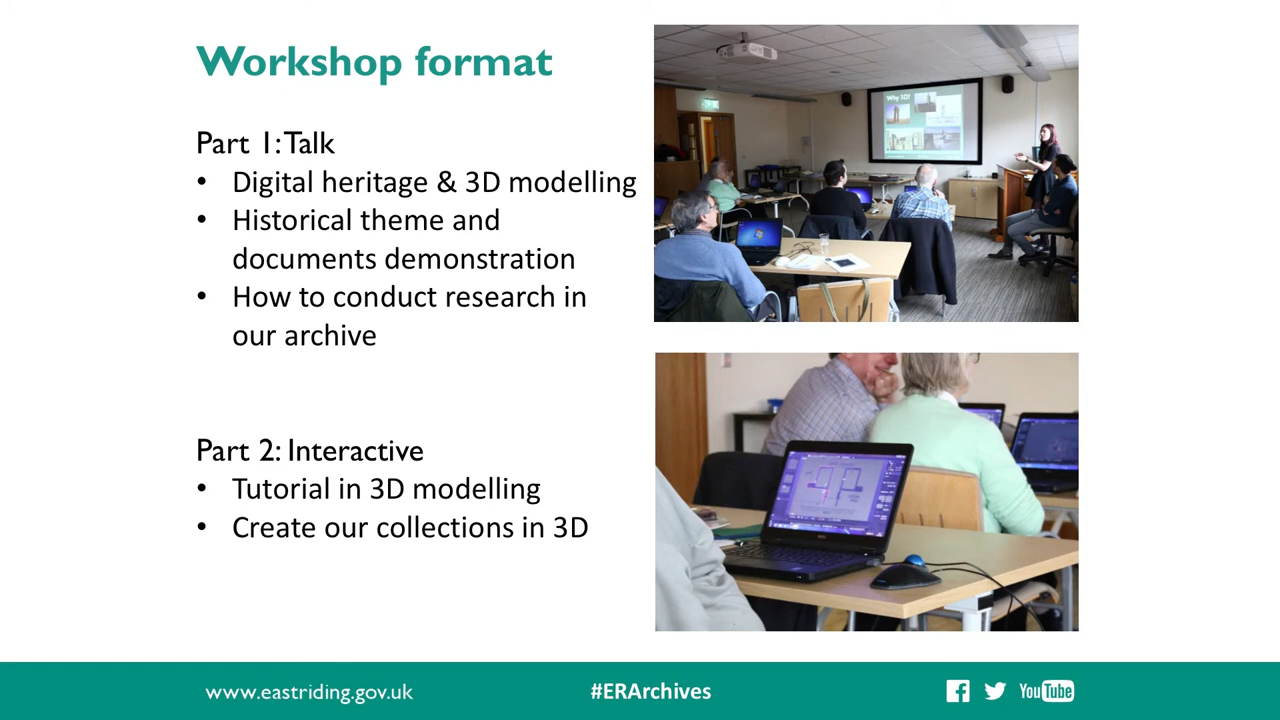 Workshop format
Part 1: Talk
• Digital heritage & 3D modelling
• Historical theme and
documents demonstration
• How to conduct research in
our archive
Part 2: Interactive
• Tutorial in 3D modelling
• Create our collections in 3D
Why 3D?
www.eastriding.gov.uk
#ERArchives
YouTube